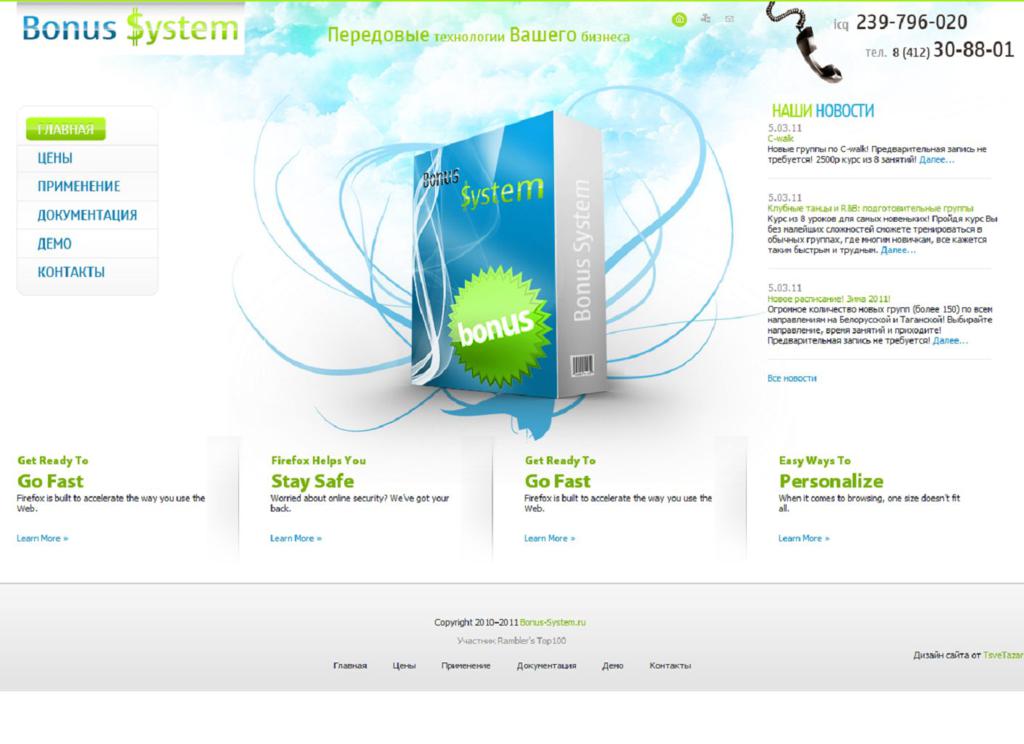 Bonus $ystem
Передовые технологии Вашего бизнеса
icq 239-796-020
тел. 8 (412) 30-88-01
ГЛАВНАЯ
ЦЕНЫ
ПРИМЕНЕНИЕ
ДОКУМЕНТАЦИЯ
ДЕМО
КОНТАКТЫ
Bonus
$ystem
bonus
Bonus System
НАШИ НОВОСТИ
5.03.11
C-walk
Новые группы по C-walk! Предварительная запись не
требуется! 2500р курс из 8 занятий! Далее...
5.03.11
Клубные танцы и R&B: подготовительные группы
Курс из 8 уроков для самых новеньких! Пройдя курс Вы
без малейших сложностей сможете тренироваться в
обычных группах, где многим новичкам, все кажется
таким быстрым и трудным. Далее...
5.03.11
Новое расписание! Зима 2011!
Огромное количество новых групп (более 150) по всем
направлениям на Белорусской и Таганской! Выбирайте
направление, время занятий и приходите!
Предварительная запись не требуется! Далее...
Все новости
Get Ready To
Go Fast
Firefox is built to accelerate the way you use the
Web.
Learn More »
Firefox Helps You
Stay Safe
Worried about online security? We've got your
back.
Learn More »
Get Ready To
Go Fast
Firefox is built to accelerate the way you use the
Web.
Learn More »
Easy Ways To
Personalize
When it comes to browsing, one size doesn't fit
all.
Learn More »
Copyright 2010-2011 Bonus-System.ru
Участник Rambler's Top100
Главная Цены Применение Документация Демо Контакты
Дизайн сайта от TsveTazar